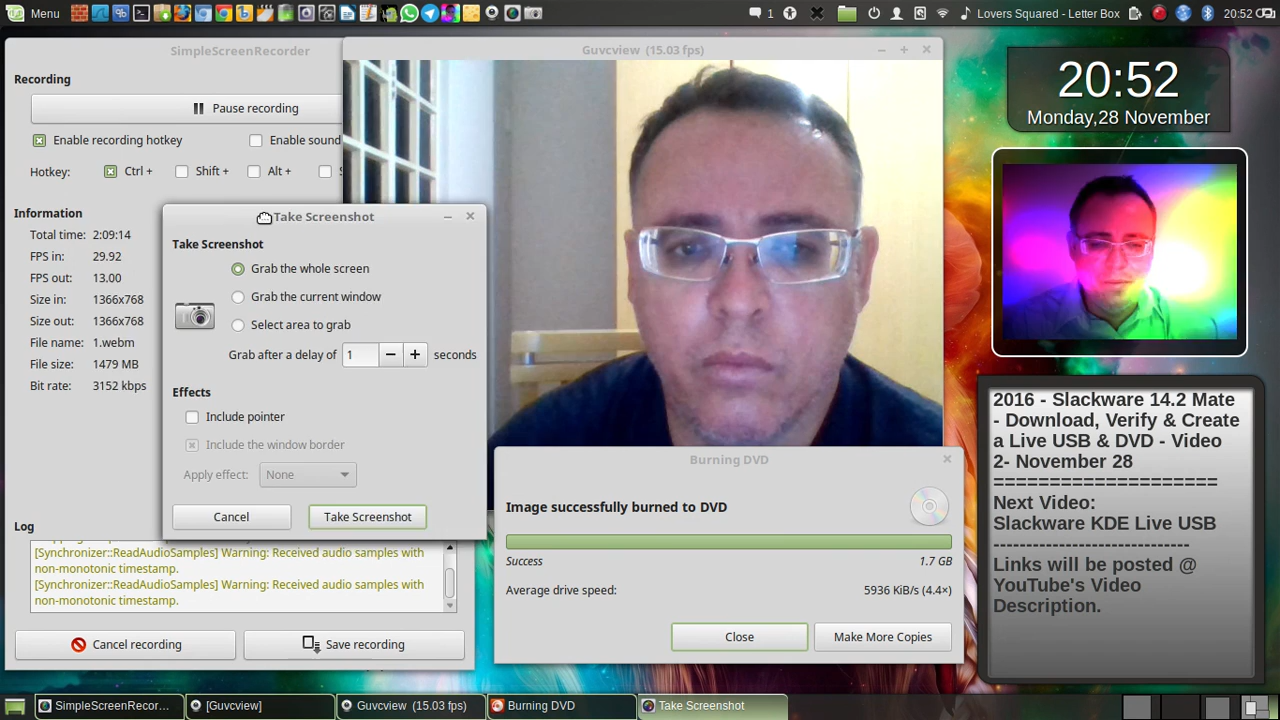 Menu
1
Lovers Squared - Letter Box
20:52
SimpleScreenRecorder
Recording
Pause recording
Enable recording hotkey
Enable sound
Hotkey:
Ctrl +
Shift +
Alt +
Information
Total time: 2:09:14
FPS in: 29.92
FPS out: 13.00
Size in: 1366x768
Size out: 1366x768
File name: 1.webm
File size: 1479 MB
Bit rate: 3152 kbps
Log
[Synchronizer::ReadAudioSamples] Warning: Received audio samples with
non-monotonic timestamp.
[Synchronizer::ReadAudioSamples] Warning: Received audio samples with
non-monotonic timestamp.
Cancel recording
Save recording
Guvcview (15.03 fps)
Take Screenshot
Take Screenshot
Grab the whole screen
Grab the current window
Select area to grab
Grab after a delay of 1 seconds
Effects
Include pointer
Include the window border
Apply effect: None
Cancel
Take Screenshot
Burning DVD
Image successfully burned to DVD
Success 1.7 GB
Average drive speed: 5936 KiB/s (4.4×)
Close
Make More Copies
20:52
Monday,28 November
2016 - Slackware 14.2 Mate
- Download, Verify & Create
a Live USB & DVD - Video
2- November 28
=====================
Next Video:
Slackware KDE Live USB
------------------------------
Links will be posted @
YouTube's Video
Description.
SimpleScreenRecor...
[Guvcview]
Guvcview (15.03 fps)
Burning DVD
Take Screenshot